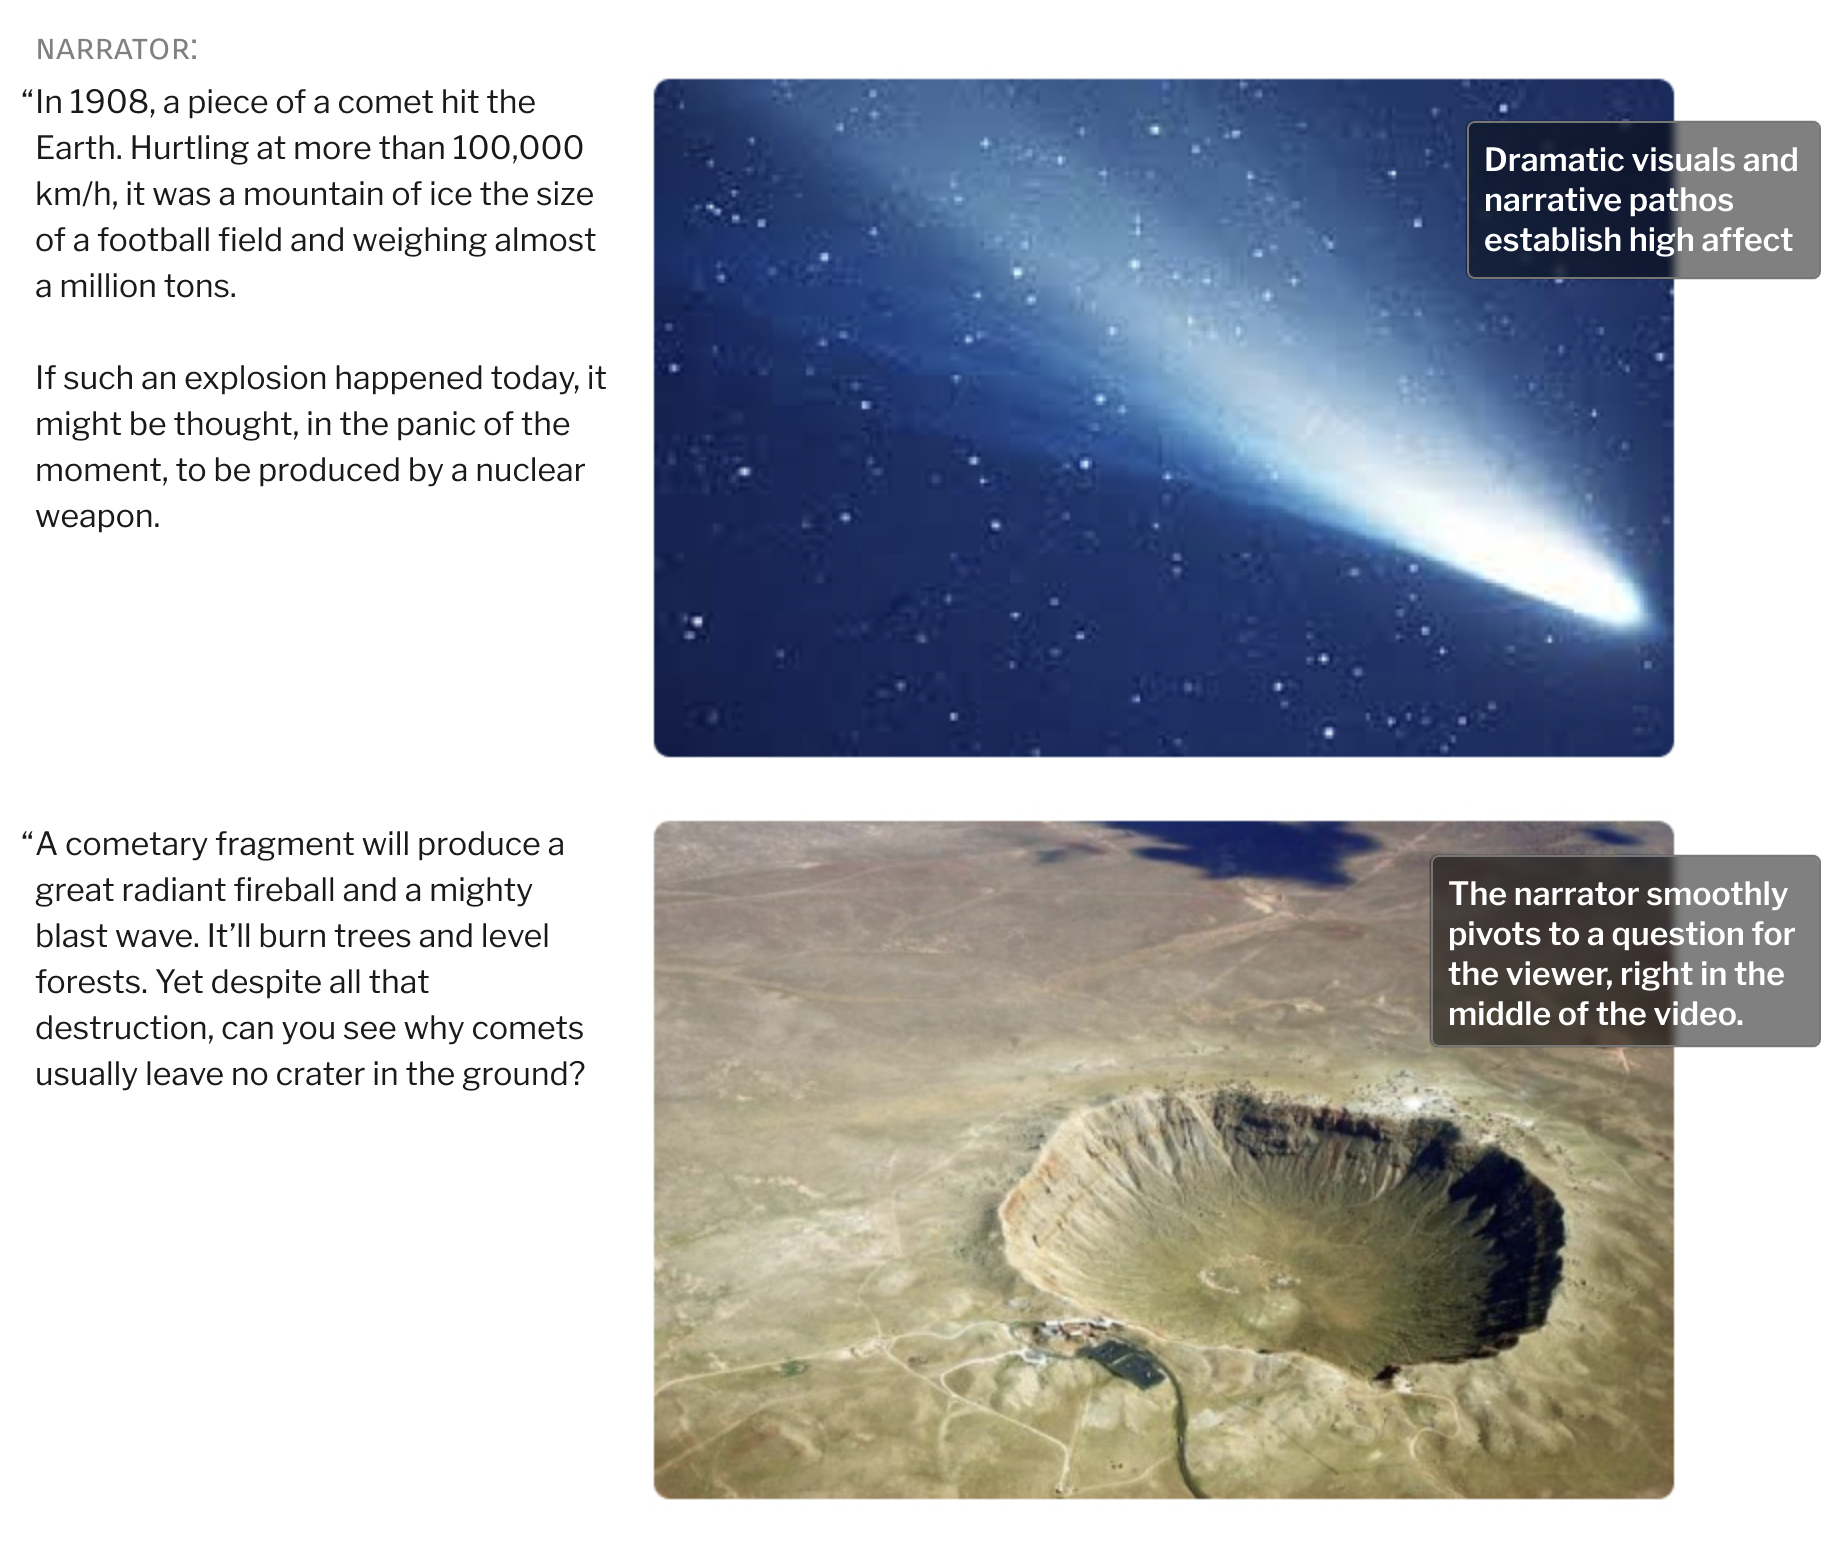 NARRATOR:
“In 1908, a piece of a comet hit the
Earth. Hurtling at more than 100,000
km/h, it was a mountain of ice the size
of a football field and weighing almost
a million tons.
If such an explosion happened today, it
might be thought, in the panic of the
moment, to be produced by a nuclear
weapon.
Dramatic visuals and
narrative pathos
establish high affect
“A cometary fragment will produce a
great radiant fireball and a mighty
blast wave. It’ll burn trees and level
forests. Yet despite all that
destruction, can you see why comets
usually leave no crater in the ground?
The narrator smoothly
pivots to a question for
the viewer, right in the
middle of the video.